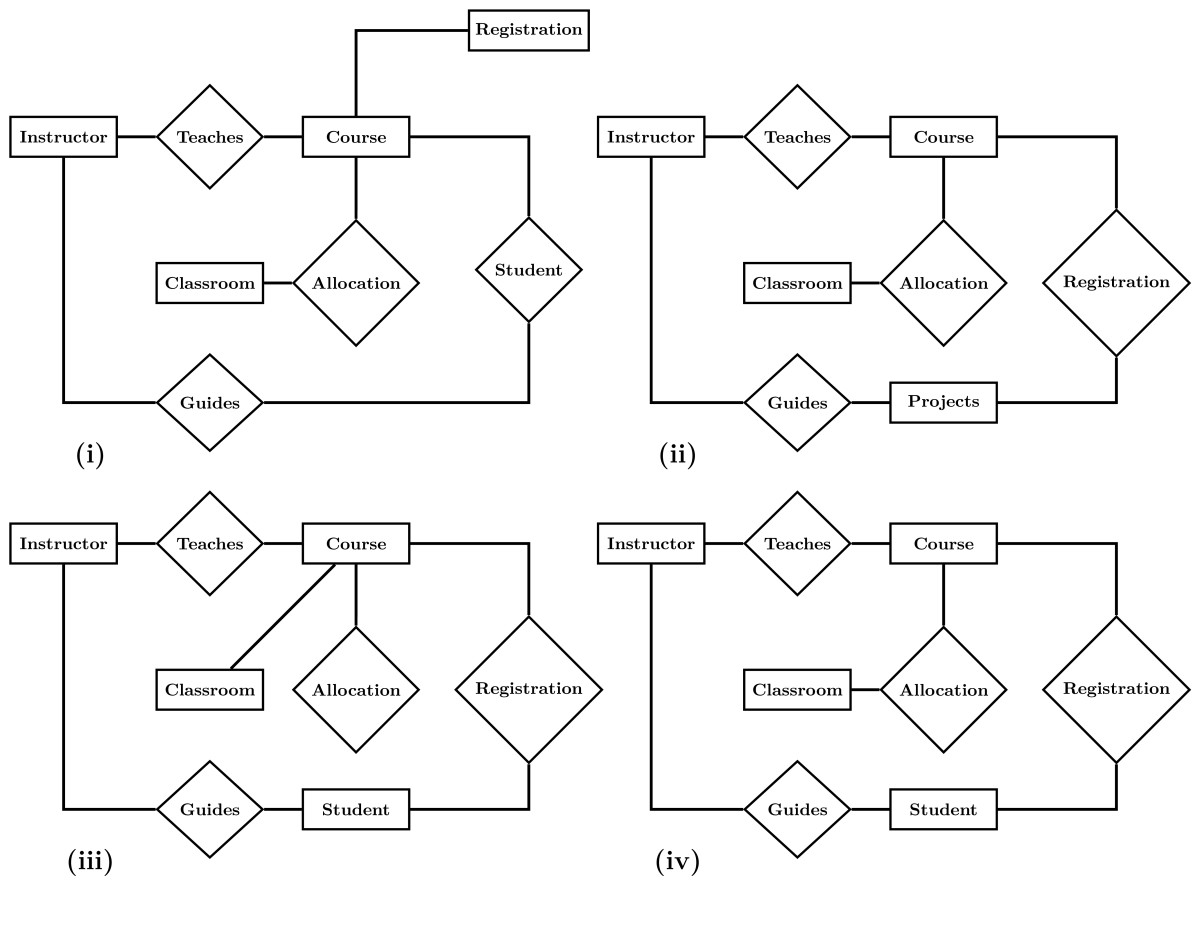 Registration
Instructor
Teaches
Course
Classroom
Allocation
Student
Guides
(i)
Instructor
Teaches
Course
Classroom
Allocation
Registration
Guides
Projects
(ii)
Instructor
Teaches
Course
Classroom
Allocation
Registration
Guides
Student
(iii)
Instructor
Teaches
Course
Classroom
Allocation
Registration
Guides
Student
(iv)